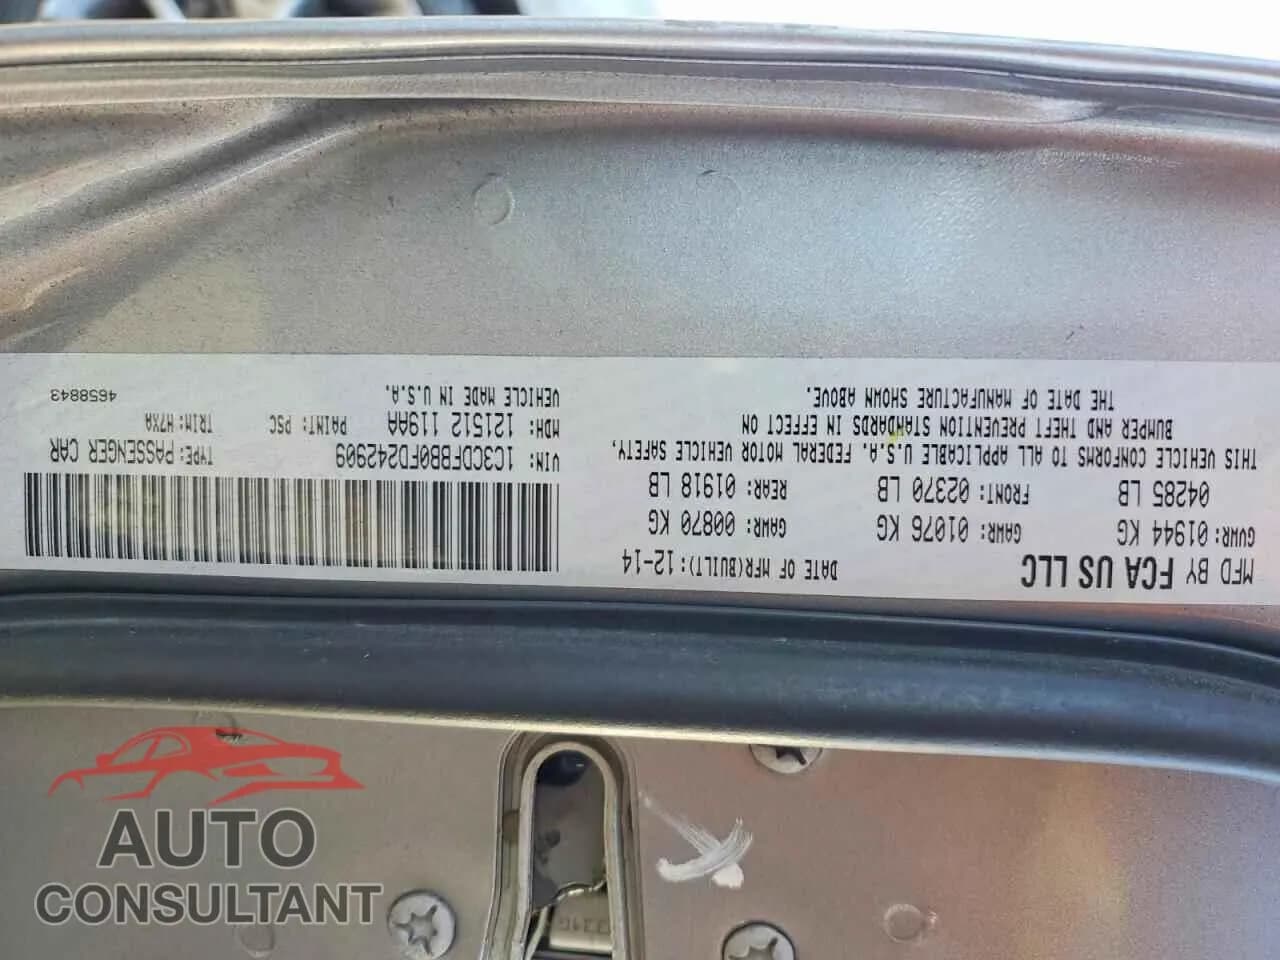 MFD BY FCA US LLC
DATE OF MFR(BUILT): 12-14
GVWR: 01944 KG
GAWR: 01076 KG
GAWR: 00870 KG
04285 LB
FRONT: 02370 LB
REAR: 01918 LB
THIS VEHICLE CONFORMS TO ALL APPLICABLE U.S.A. FEDERAL MOTOR VEHICLE SAFETY,
BUMPER AND THEFT PREVENTION STANDARDS IN EFFECT ON
THE DATE OF MANUFACTURE SHOWN ABOVE.
VIN: 1C3CDFBB0FD242909
TYPE: PASSENGER CAR
MDH: 121512 119AA
PAINT: PSC
TRIM: H7XA
VEHICLE MADE IN U.S.A.
4658843
AUTO
CONSULTANT